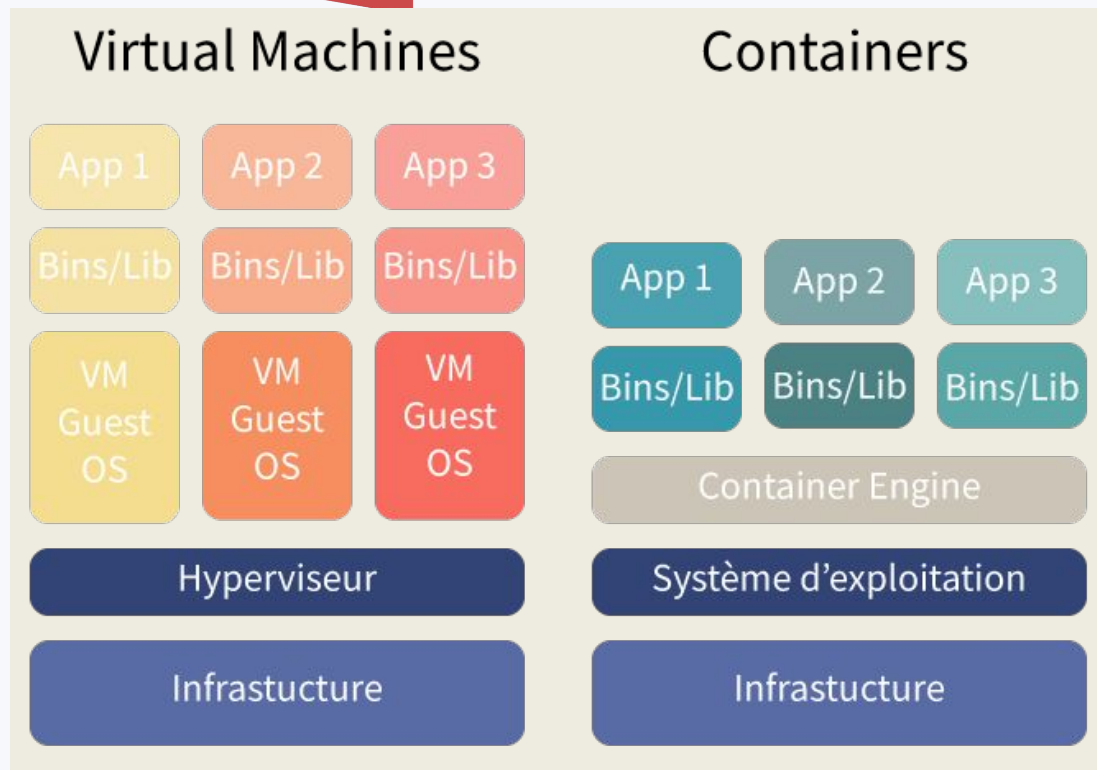 Virtual Machines
App 1
App 2
App 3
Bins/Lib
Bins/Lib
Bins/Lib
VM
Guest
OS
VM
Guest
OS
VM
Guest
OS
Hyperviseur
Infrastucture
Containers
App 1
App 2
App 3
Bins/Lib
Bins/Lib
Bins/Lib
Container Engine
Système d’exploitation
Infrastucture